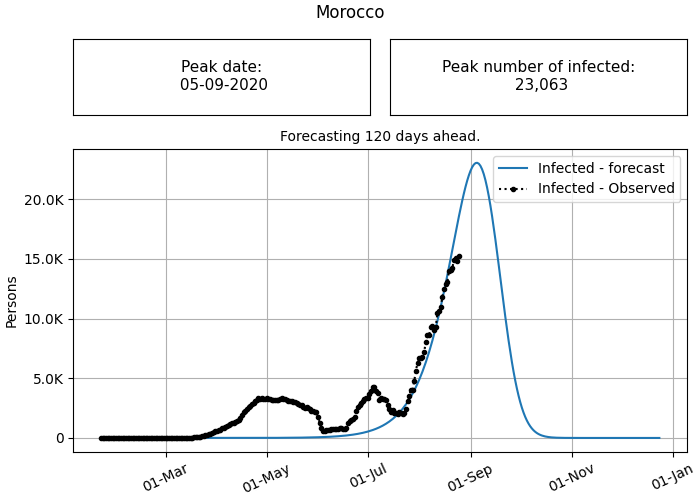 Morocco
Peak date:
05-09-2020
Peak number of infected:
23,063
Forecasting 120 days ahead.
Infected - forecast
Infected - Observed
Persons
20.0K
15.0K
10.0K
5.0K
0
01-Mar
01-May
01-Jul
01-Sep
01-Nov
01-Jan